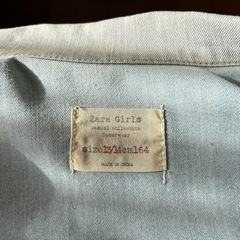 Zara Girls
casual collection
Outerwear
size13/14cm164
MADE IN CHINA